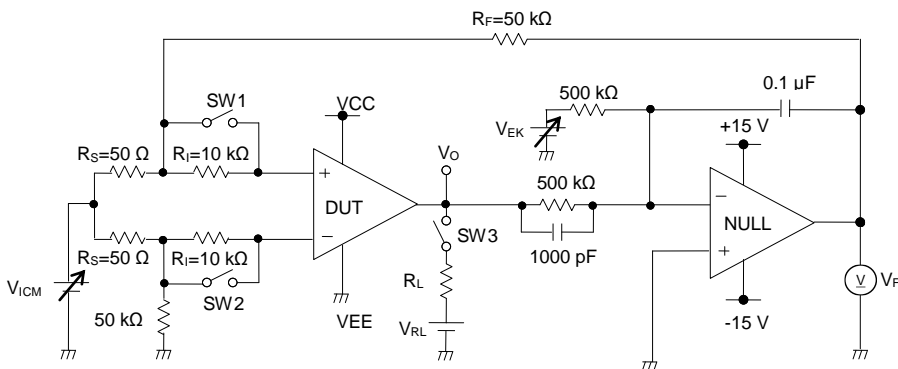 RF=50 kΩ
0.1 µF
500 kΩ
SW1
VCC
VEK
+15 V
VO
RS=50 Ω
RI=10 kΩ
500 kΩ
+
DUT
−
NULL
−
+
SW3
1000 pF
RS=50 Ω
RI=10 kΩ
VICM
SW2
RL
V
VF
50 kΩ
VEE
VRL
-15 V